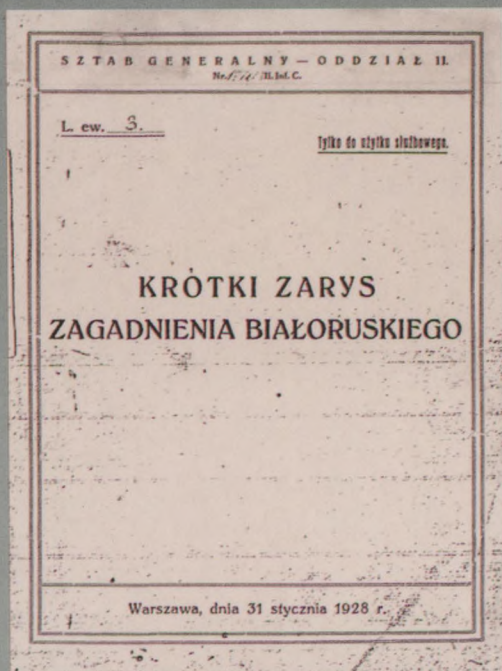 SZTAB GENERALNY — ODDZIAŁ II.
Nr. /II. Inf. C.
L. ew. 3.
Tylko do użytku służbowego.
KRÓTKI ZARYS
ZAGADNIENIA BIAŁORUSKIEGO
Warszawa, dnia 31 stycznia 1928 r.